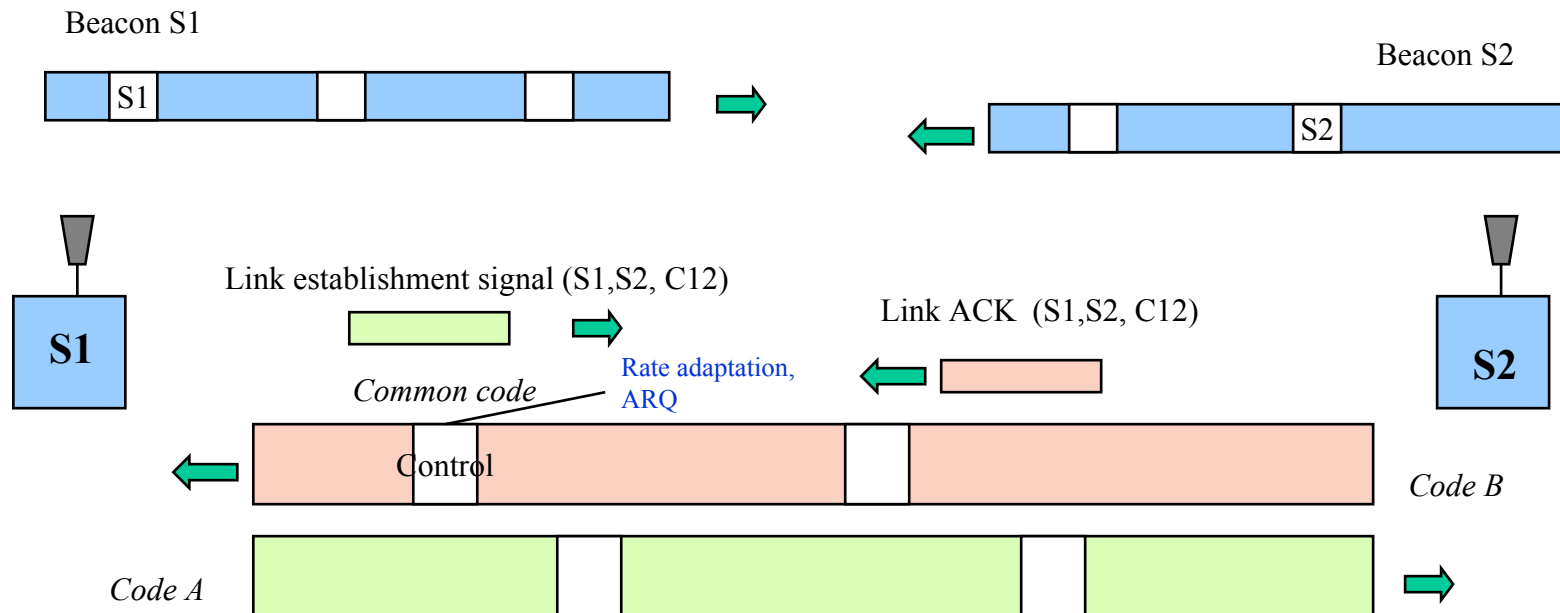 Beacon S1
Beacon S2
S1
S2
Link establishment signal (S1,S2, C12)
Link ACK (S1,S2, C12)
S1
S2
Rate adaptation,
ARQ
Common code
Control
Code B
Code A